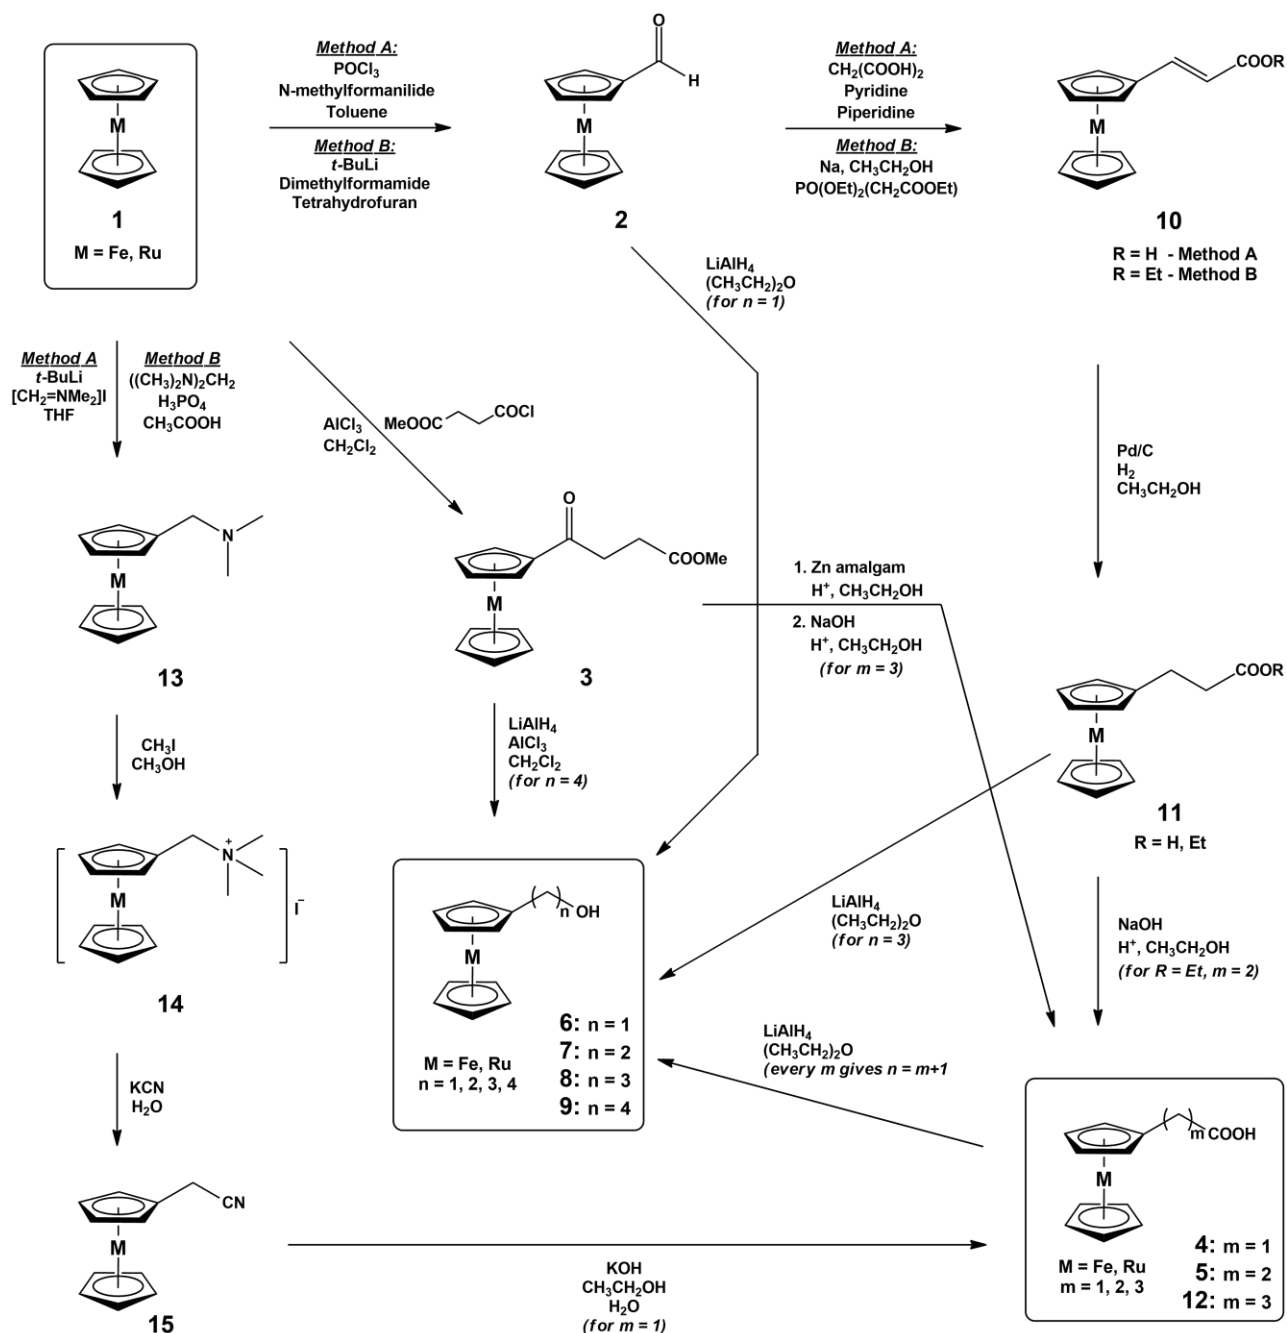 M
1
M = Fe, Ru
Method A:
POCl3
N-methylformanilide
Toluene
Method B:
t-BuLi
Dimethylformamide
Tetrahydrofuran
O
H
M
2
Method A:
CH2(COOH)2
Pyridine
Piperidine
Method B:
Na, CH3CH2OH
PO(OEt)2(CH2COOEt)
COOR
M
10
R = H - Method A
R = Et - Method B
LiAlH4
(CH3CH2)2O
(for n = 1)
Method A
t-BuLi
[CH2=NMe2]I
THF
Method B
((CH3)2N)2CH2
H3PO4
CH3COOH
MeOOC
COCl
AlCl3
CH2Cl2
Pd/C
H2
CH3CH2OH
N
M
13
O
COOMe
M
3
1. Zn amalgam
H+, CH3CH2OH
2. NaOH
H+, CH3CH2OH
(for m = 3)
COOR
M
11
R = H, Et
CH3I
CH3OH
LiAlH4
AlCl3
CH2Cl2
(for n = 4)
N+
M
I−
14
n
OH
M
6: n = 1
7: n = 2
8: n = 3
9: n = 4
M = Fe, Ru
n = 1, 2, 3, 4
LiAlH4
(CH3CH2)2O
(for n = 3)
NaOH
H+, CH3CH2OH
(for R = Et, m = 2)
LiAlH4
(CH3CH2)2O
(every m gives n = m+1
KCN
H2O
CN
M
15
KOH
CH3CH2OH
H2O
(for m = 1)
m
COOH
M
4: m = 1
5: m = 2
12: m = 3
M = Fe, Ru
m = 1, 2, 3